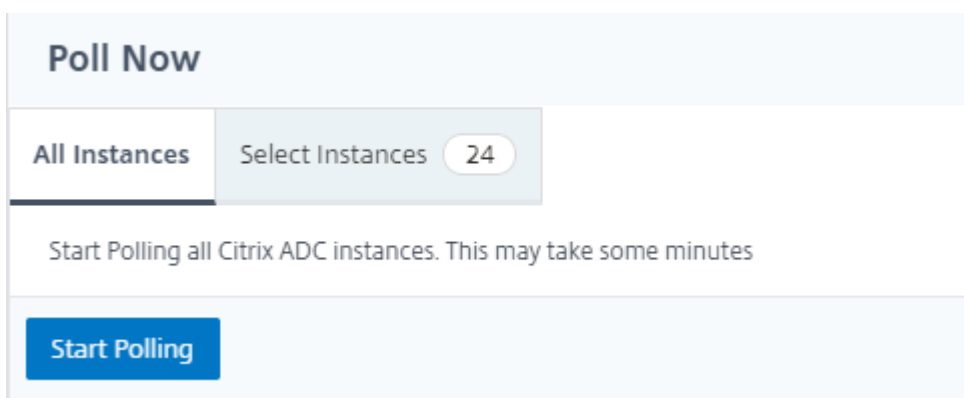 Poll Now
All Instances Select Instances 24
Start Polling all Citrix ADC instances. This may take some minutes
Start Polling